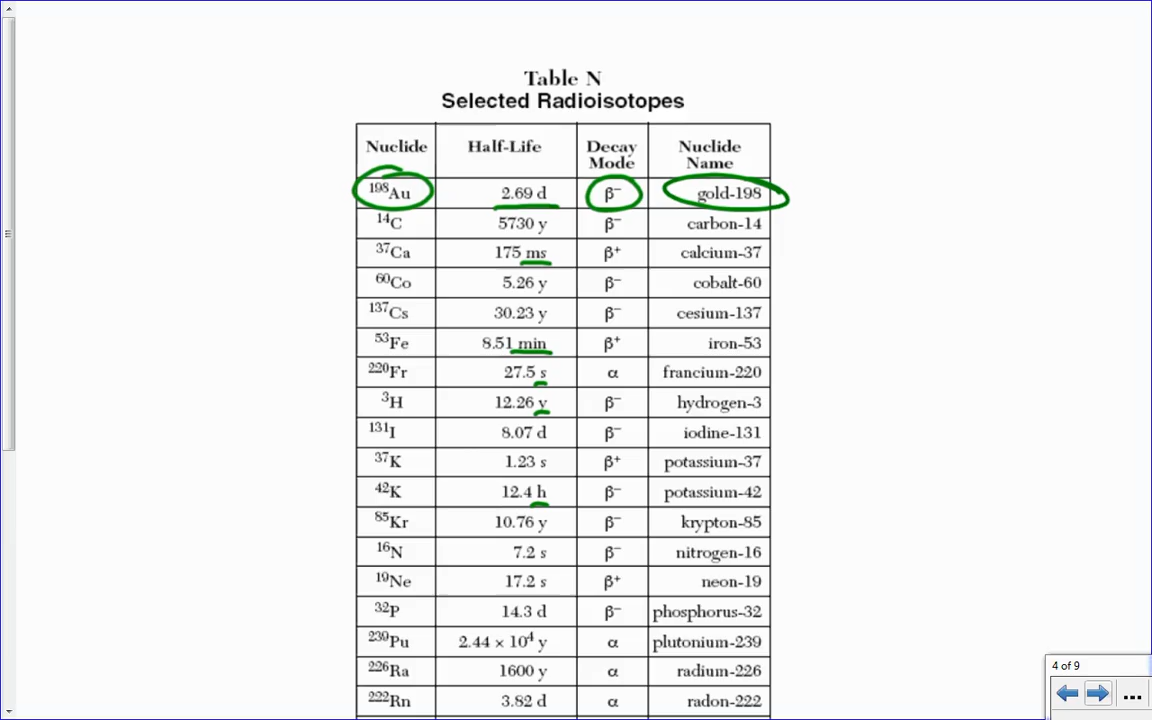 Table N
Selected Radioisotopes
Nuclide Half-Life Decay Mode Nuclide Name
¹⁹⁸Au 2.69 d β⁻ gold-198
¹⁴C 5730 y β⁻ carbon-14
³⁷Ca 175 ms β⁺ calcium-37
⁶⁰Co 5.26 y β⁻ cobalt-60
¹³⁷Cs 30.23 y β⁻ cesium-137
⁵³Fe 8.51 min β⁺ iron-53
²²⁰Fr 27.5 s α francium-220
³H 12.26 y β⁻ hydrogen-3
¹³¹I 8.07 d β⁻ iodine-131
³⁷K 1.23 s β⁺ potassium-37
⁴²K 12.4 h β⁻ potassium-42
⁸⁵Kr 10.76 y β⁻ krypton-85
¹⁶N 7.2 s β⁻ nitrogen-16
¹⁹Ne 17.2 s β⁺ neon-19
³²P 14.3 d β⁻ phosphorus-32
²³⁹Pu 2.44 × 10⁴ y α plutonium-239
²²⁶Ra 1600 y α radium-226
²²²Rn 3.82 d α radon-222
4 of 9
...